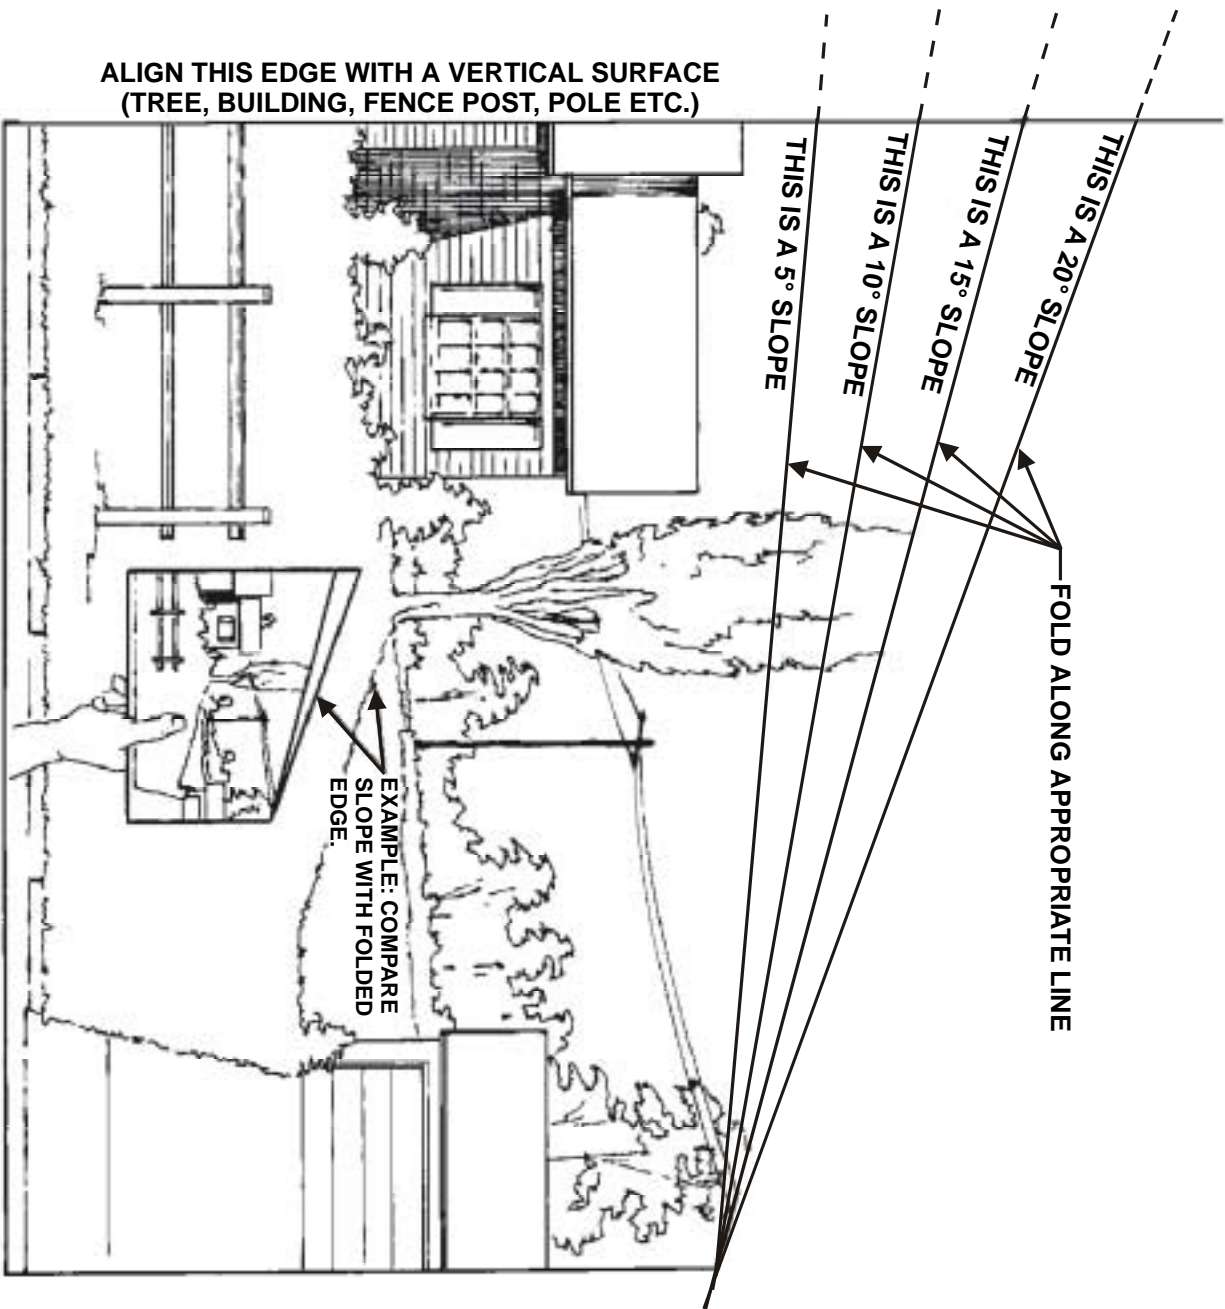 ALIGN THIS EDGE WITH A VERTICAL SURFACE
(TREE, BUILDING, FENCE POST, POLE ETC.)
THIS IS A 5° SLOPE
THIS IS A 10° SLOPE
THIS IS A 15° SLOPE
THIS IS A 20° SLOPE
FOLD ALONG APPROPRIATE LINE
EXAMPLE: COMPARE
SLOPE WITH FOLDED
EDGE.